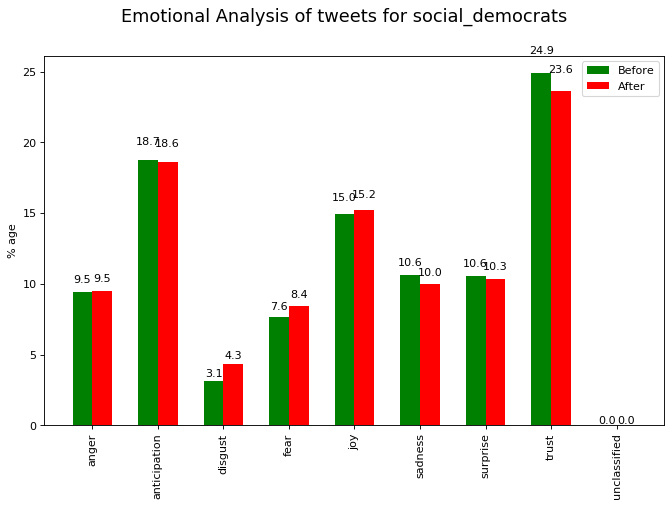 Emotional Analysis of tweets for social_democrats
24.9
23.6
Before
After
25
20
15
10
5
0
% age
18.7
18.6
15.0
15.2
9.5
9.5
10.6
10.0
10.6
10.3
7.6
8.4
3.1
4.3
0.0
0.0
anger
anticipation
disgust
fear
joy
sadness
surprise
trust
unclassified